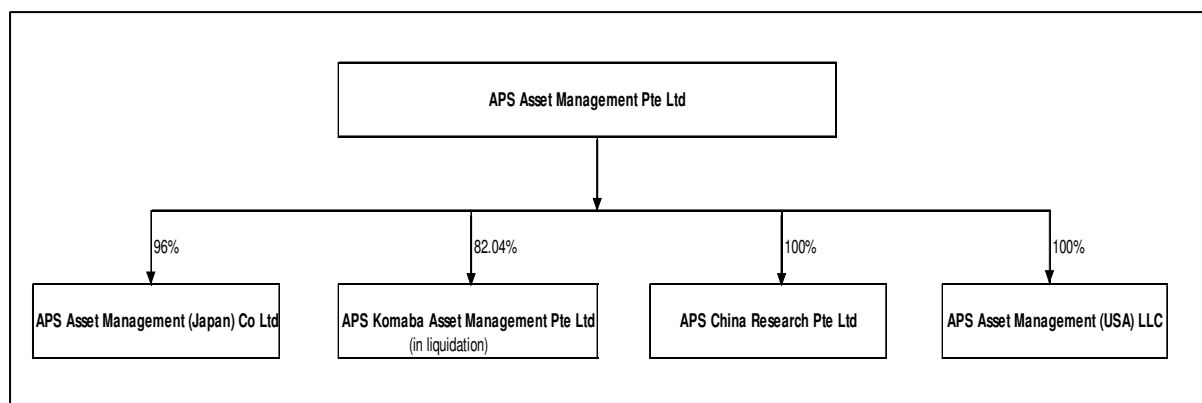 APS Asset Management Pte Ltd
96%
82.04%
100%
100%
APS Asset Management (Japan) Co Ltd
APS Komaba Asset Management Pte Ltd
(in liquidation)
APS China Research Pte Ltd
APS Asset Management (USA) LLC